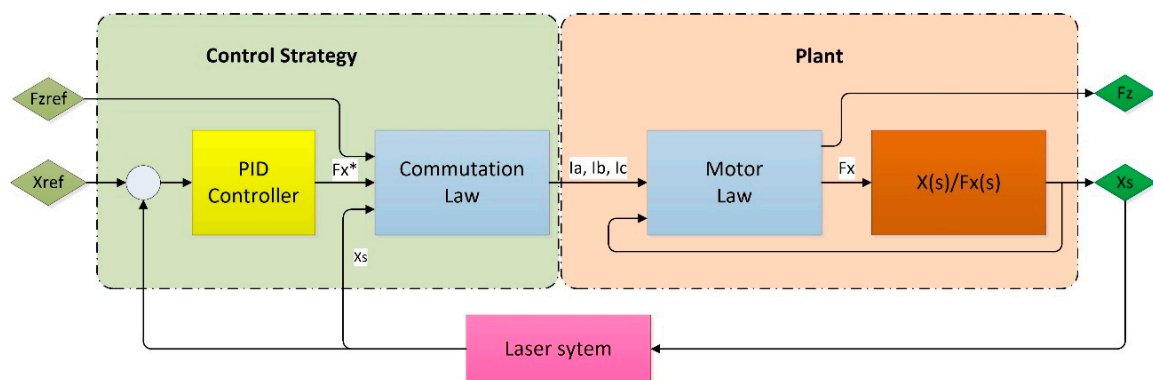 Control Strategy
Plant
Fzref
Fz
Xref
PID
Controller
Fx*
Commutation
Law
Ia, Ib, Ic
Motor
Law
Fx
X(s)/Fx(s)
Xs
Xs
Laser sytem